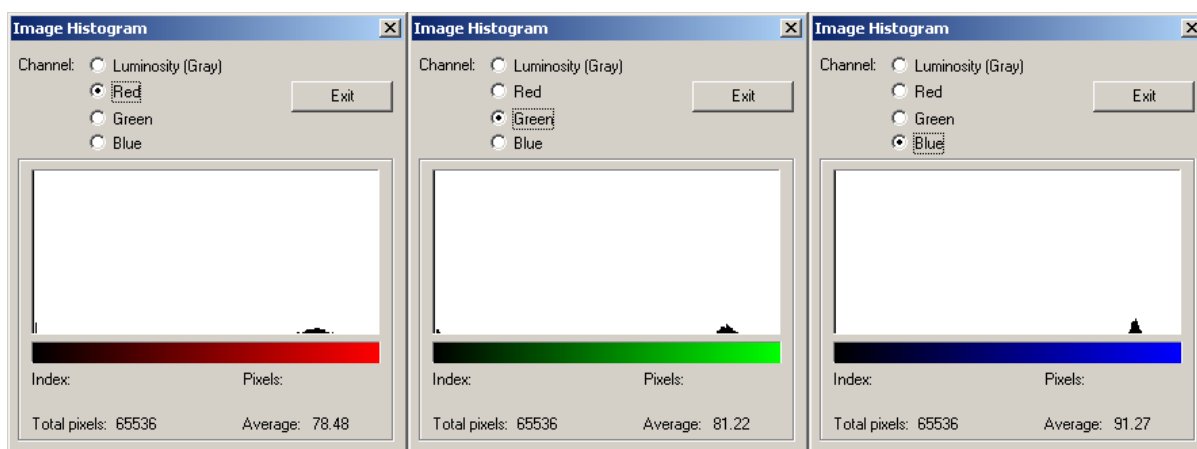 Image Histogram
Channel: Luminosity (Gray)
Red
Exit
Green
Blue
Index: Pixels:
Total pixels: 65536 Average: 78.48
Image Histogram
Channel: Luminosity (Gray)
Red
Exit
Green
Blue
Index: Pixels:
Total pixels: 65536 Average: 81.22
Image Histogram
Channel: Luminosity (Gray)
Red
Exit
Green
Blue
Index: Pixels:
Total pixels: 65536 Average: 91.27